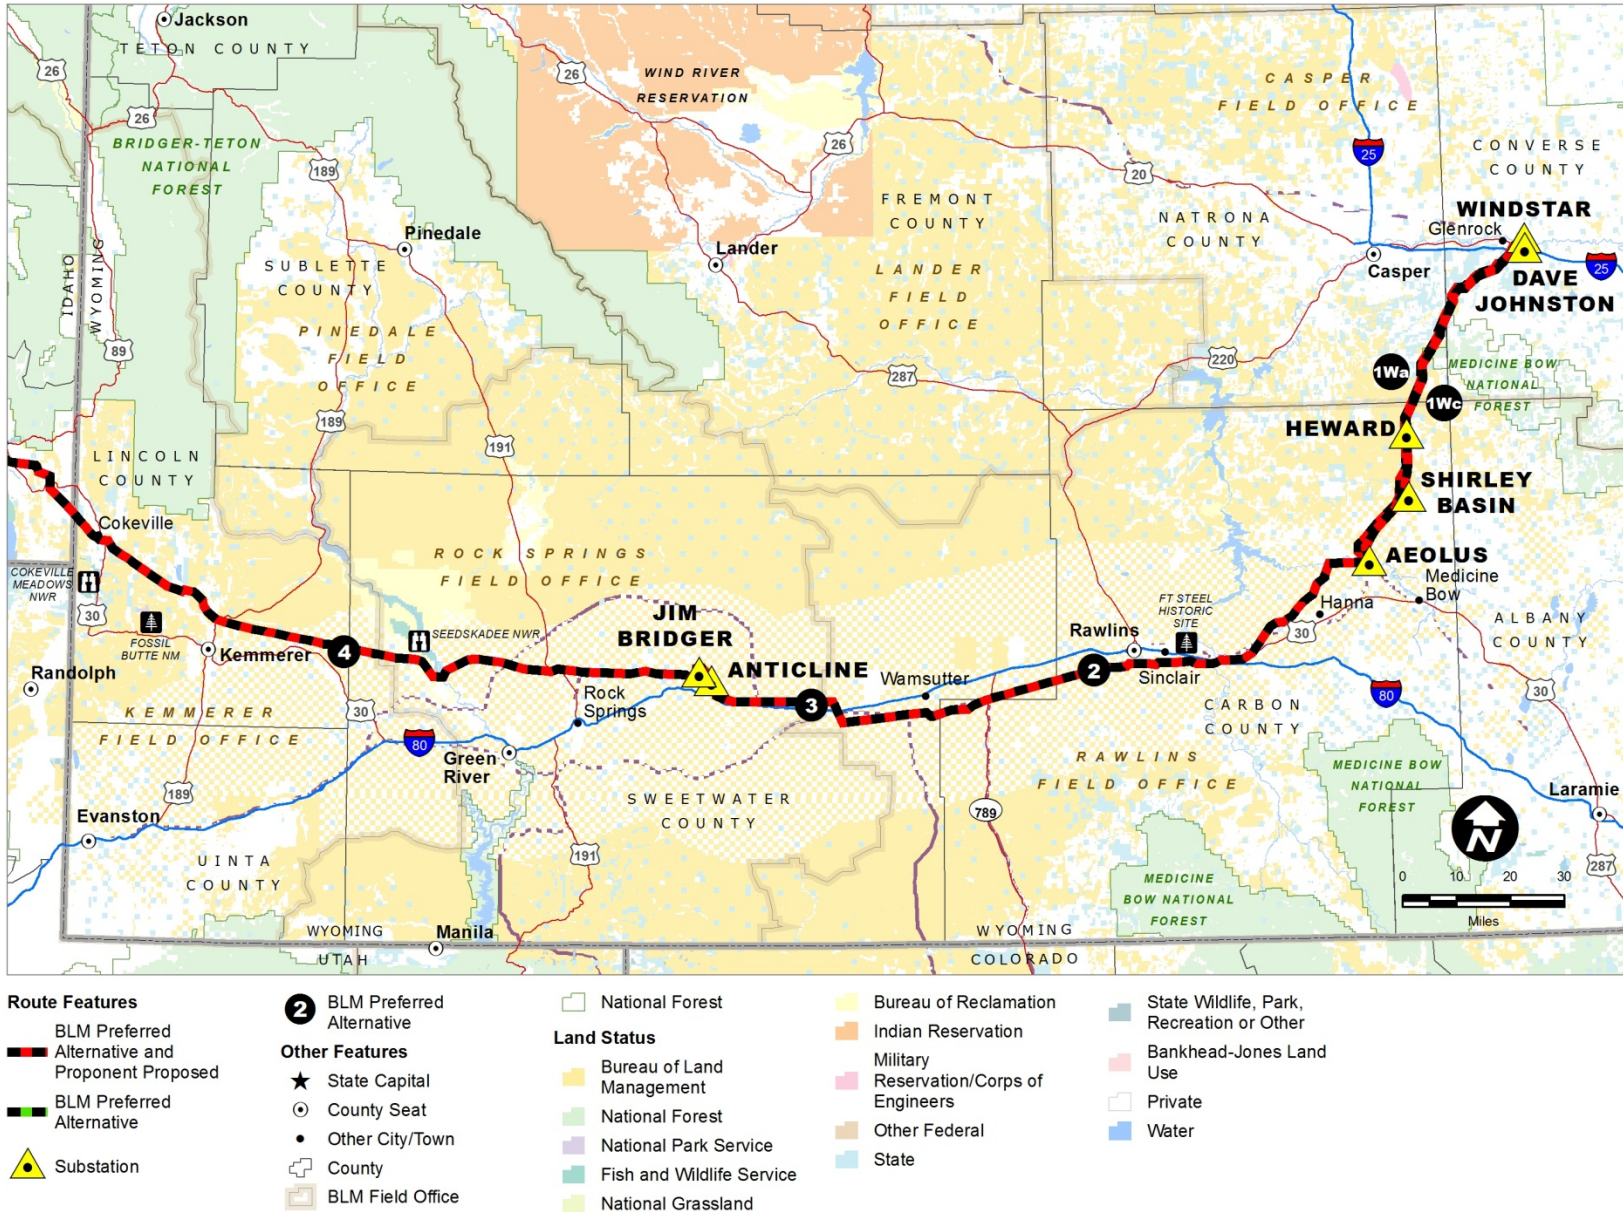 Jackson
TETON COUNTY
26
26
BRIDGER-TETON
NATIONAL
FOREST
189
Pinedale
SUBLETTE
COUNTY
PINEDALE
FIELD
OFFICE
IDAHO
WYOMING
89
189
191
LINCOLN
COUNTY
26
WIND RIVER
RESERVATION
26
Lander
FREMONT
COUNTY
LANDER
FIELD
OFFICE
287
CASPER
FIELD OFFICE
25
20
NATRONA
COUNTY
CONVERSE
COUNTY
WINDSTAR
Glenrock
Casper
DAVE
JOHNSTON
25
220
1Wa
1Wc
MEDICINE BOW
NATIONAL
FOREST
HEWARD
SHIRLEY
BASIN
AEOLUS
Medicine
Bow
Hanna
30
ALBANY
COUNTY
Cokeville
COKEVILLE
MEADOWS
NWR
30
FOSSIL
BUTTE NM
Kemmerer
Randolph
4
ROCK SPRINGS
FIELD OFFICE
SEEDSKADEE NWR
JIM
BRIDGER
ANTICLINE
3
Rock
Springs
Wamsutter
2
Rawlins
FT STEEL
HISTORIC
SITE
Sinclair
CARBON
COUNTY
80
30
KEMMERER
FIELD OFFICE
30
80
Green
River
189
Evanston
UINTA
COUNTY
SWEETWATER
COUNTY
191
789
RAWLINS
FIELD OFFICE
MEDICINE BOW
NATIONAL
FOREST
MEDICINE
BOW NATIONAL
FOREST
Laramie
287
N
0 10 20 30
Miles
WYOMING
UTAH
Manila
WYOMING
COLORADO
Route Features
BLM Preferred
Alternative and
Proponent Proposed
BLM Preferred
Alternative
Substation
2
BLM Preferred
Alternative
Other Features
State Capital
County Seat
Other City/Town
County
BLM Field Office
National Forest
Land Status
Bureau of Land
Management
National Forest
National Park Service
Fish and Wildlife Service
National Grassland
Bureau of Reclamation
Indian Reservation
Military
Reservation/Corps of
Engineers
Other Federal
State
State Wildlife, Park,
Recreation or Other
Bankhead-Jones Land
Use
Private
Water